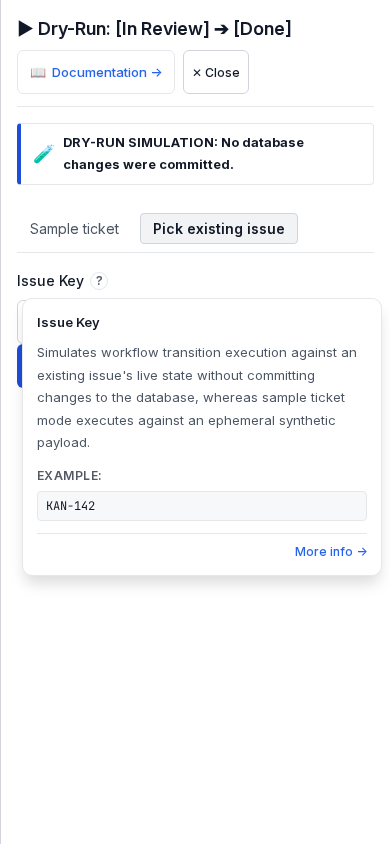 ▶ Dry-Run: [In Review] ➔ [Done]
📖 Documentation →
× Close
🧪 DRY-RUN SIMULATION: No database
changes were committed.
Sample ticket
Pick existing issue
Issue Key ?
Issue Key
Simulates workflow transition execution against an
existing issue's live state without committing
changes to the database, whereas sample ticket
mode executes against an ephemeral synthetic
payload.
EXAMPLE:
KAN-142
More info →